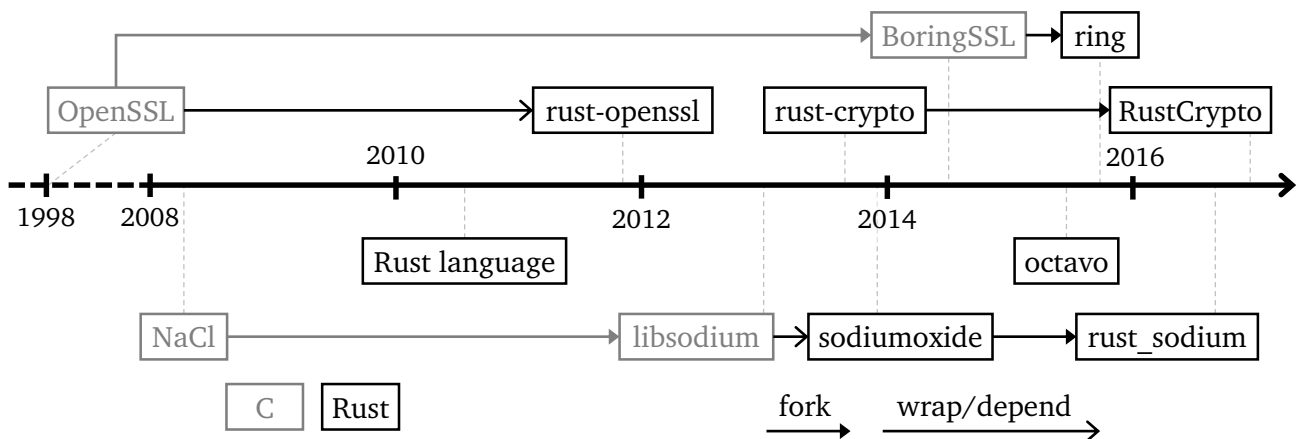 BoringSSL ring
OpenSSL rust-openssl rust-crypto RustCrypto
2010 2016
1998 2008 2012 2014
Rust language octavo
NaCl libsodium sodiumoxide rust_sodium
C Rust fork wrap/depend